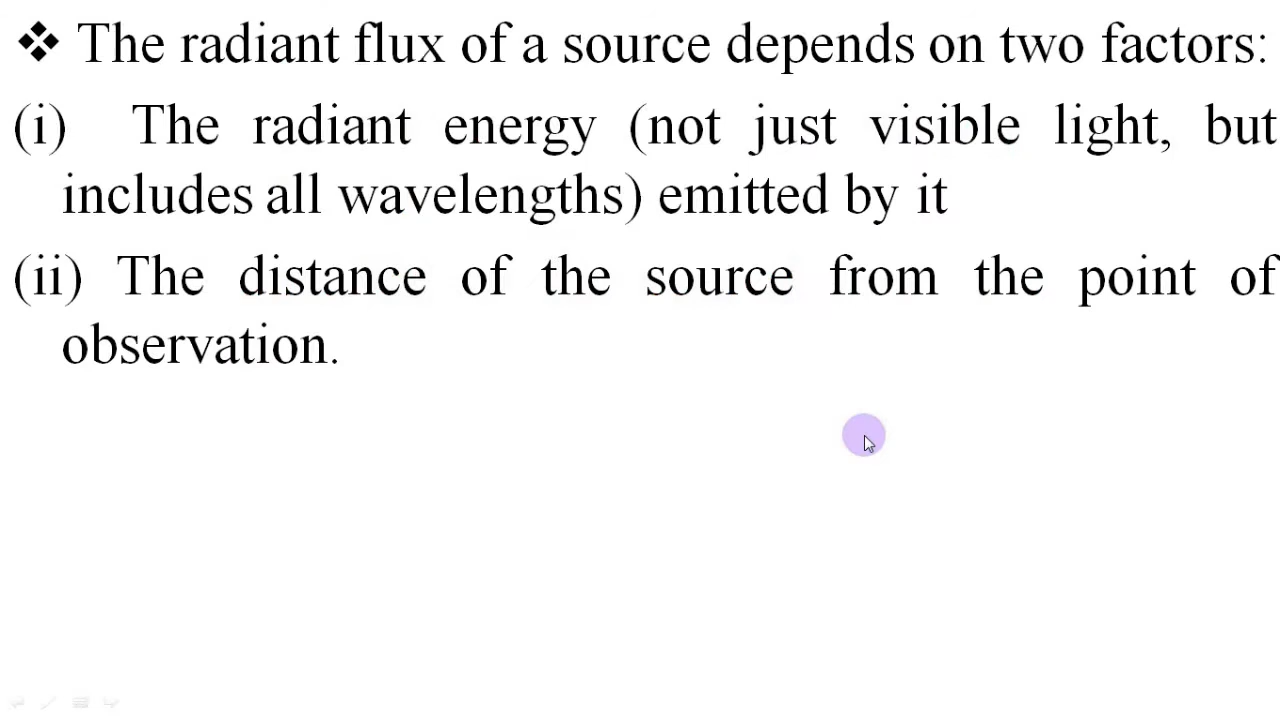 ❖ The radiant flux of a source depends on two factors:
(i) The radiant energy (not just visible light, but
includes all wavelengths) emitted by it
(ii) The distance of the source from the point of
observation.